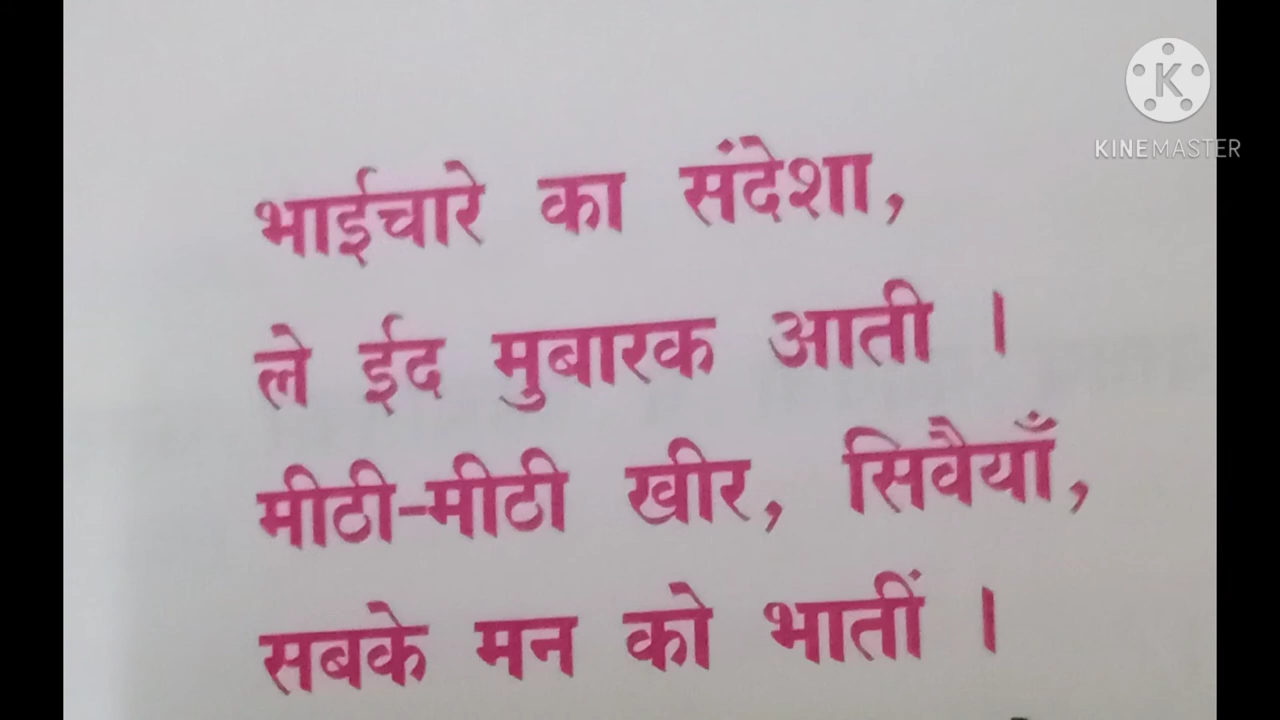 K
KINEMASTER
भाईचारे का संदेशा,
ले ईद मुबारक आती ।
मीठी-मीठी खीर, सिवैयाँ,
सबके मन को भातीं ।